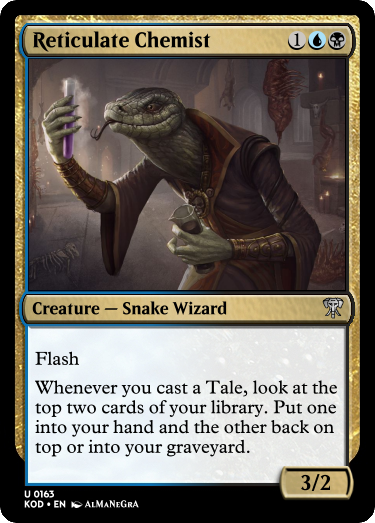 Reticulate Chemist 1
Creature — Snake Wizard
Flash
Whenever you cast a Tale, look at the
top two cards of your library. Put one
into your hand and the other back on
top or into your graveyard.
3/2
U 0163
KOD • EN ALMANEGRA